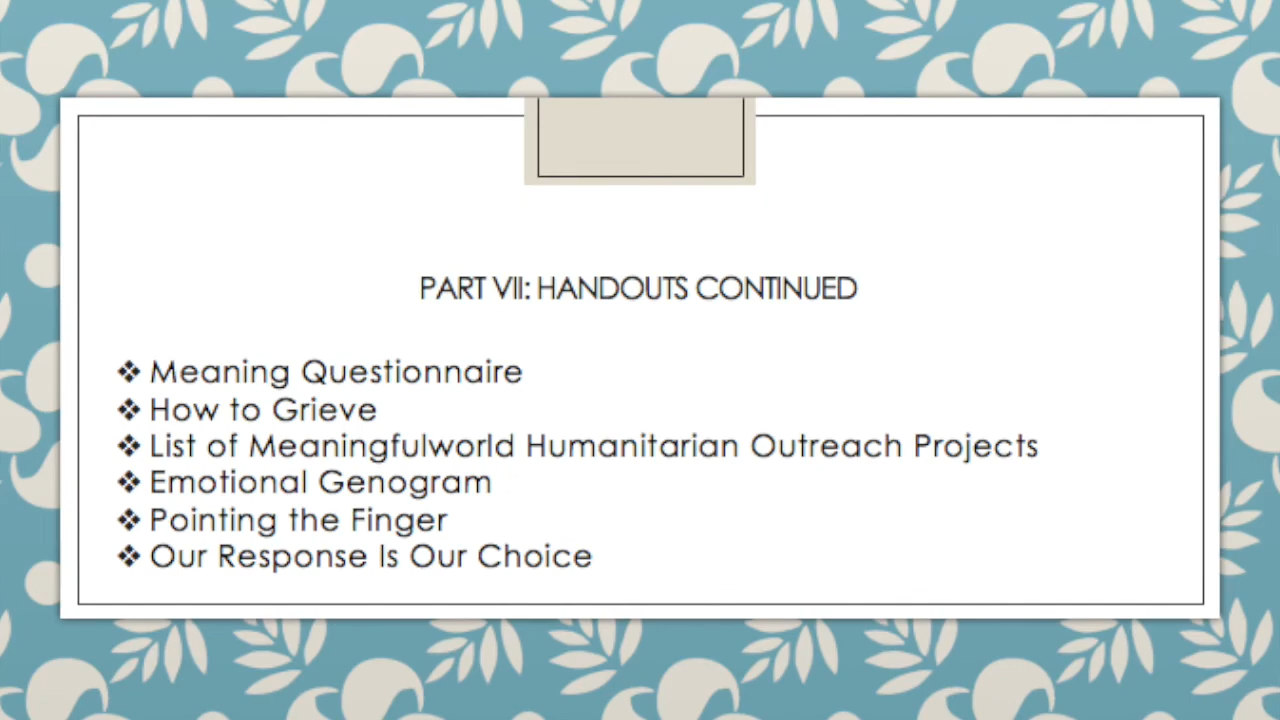 PART VII: HANDOUTS CONTINUED
❖ Meaning Questionnaire
❖ How to Grieve
❖ List of Meaningfulworld Humanitarian Outreach Projects
❖ Emotional Genogram
❖ Pointing the Finger
❖ Our Response Is Our Choice